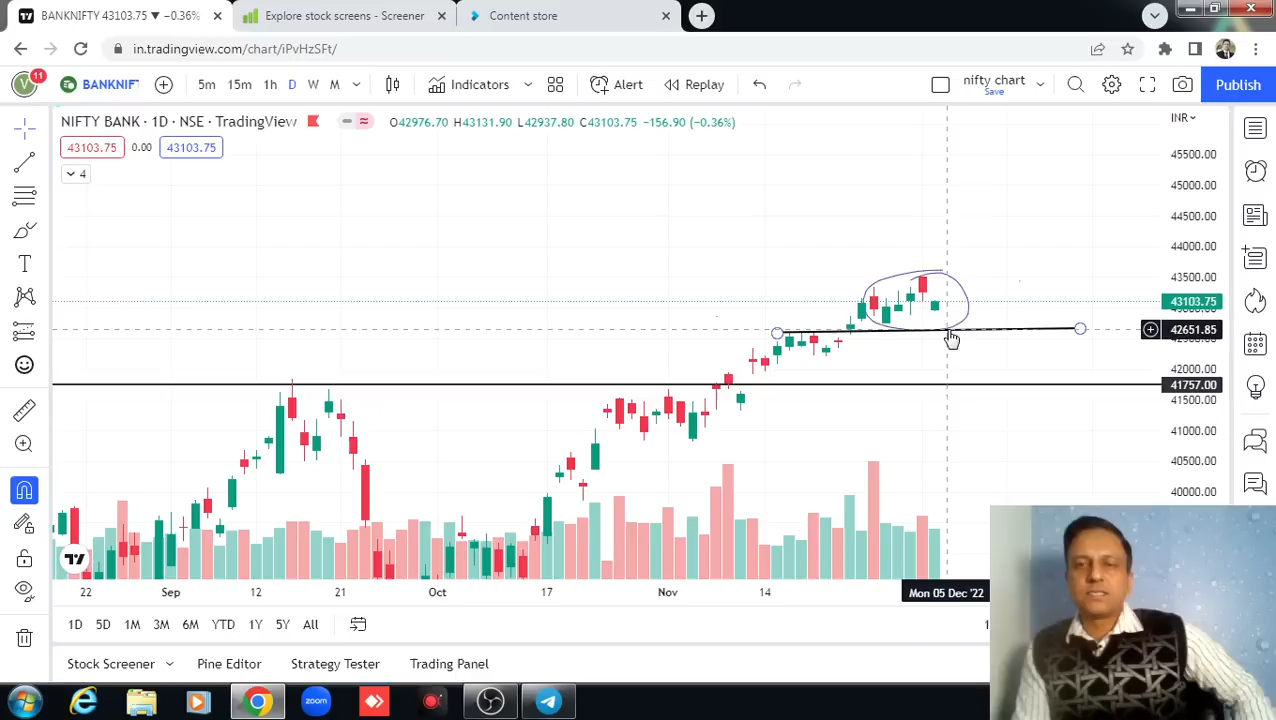 BANKNIFTY 43103.75 ▼ −0.36%
Explore stock screens - Screener
Content store
in.tradingview.com/chart/iPvHzSFt/
V 11 BANKNIFT 5m 15m 1h D W M Indicators Alert Replay nifty chart Save Publish
NIFTY BANK · 1D · NSE · TradingView O42976.70 H43131.90 L42937.80 C43103.75 −156.90 (−0.36%)
INR
43103.75 0.00 43103.75
4
45500.00
45000.00
44500.00
44000.00
43500.00
43103.75
42651.85
42000.00
41757.00
41500.00
41000.00
40500.00
40000.00
22 Sep 12 21 Oct 17 Nov 14 Mon 05 Dec '22
1D 5D 1M 3M 6M YTD 1Y 5Y All
Stock Screener Pine Editor Strategy Tester Trading Panel
zoom